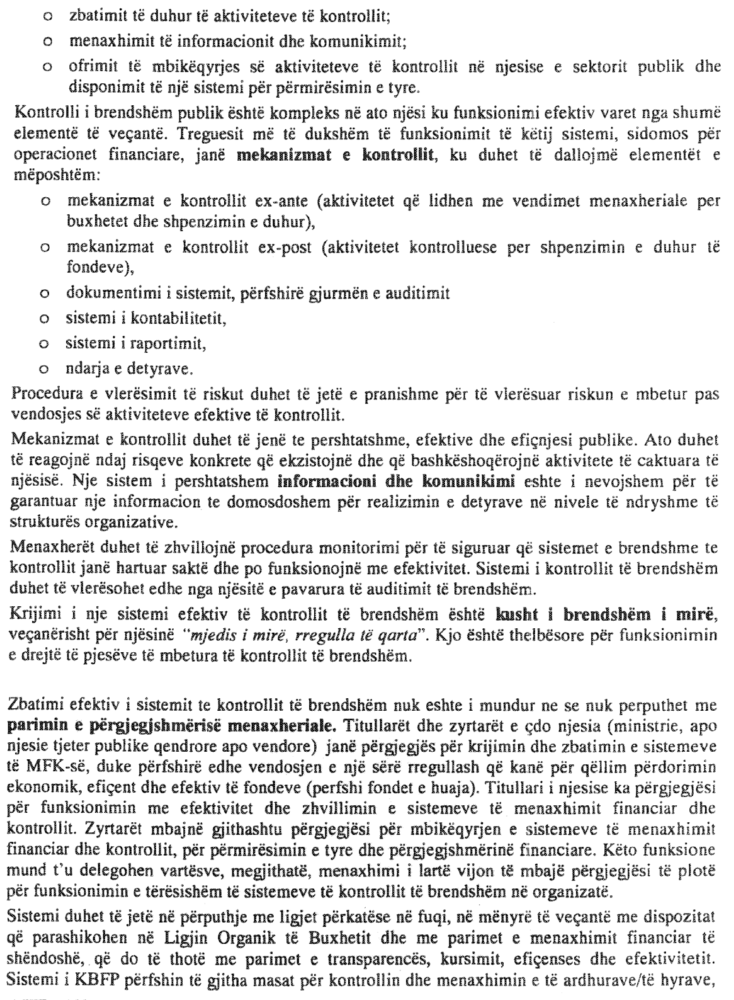 o zbatimit të duhur të aktiviteteve të kontrollit;
o menaxhimit të informacionit dhe komunikimit;
o ofrimit të mbikëqyrjes së aktiviteteve të kontrollit në njesise e sektorit publik dhe
disponimit të një sistemi për përmirësimin e tyre.
Kontrolli i brendshëm publik është kompleks në ato njësi ku funksionimi efektiv varet nga shumë
elementë të veçantë. Treguesit më të dukshëm të funksionimit të këtij sistemi, sidomos për
operacionet financiare, janë mekanizmat e kontrollit, ku duhet të dallojmë elementët e
mëposhtëm:
o mekanizmat e kontrollit ex-ante (aktivitetet që lidhen me vendimet menaxheriale per
buxhetet dhe shpenzimin e duhur),
o mekanizmat e kontrollit ex-post (aktivitetet kontrolluese per shpenzimin e duhur të
fondeve),
o dokumentimi i sistemit, përfshirë gjurmën e auditimit
o sistemi i kontabilitetit,
o sistemi i raportimit,
o ndarja e detyrave.
Procedura e vlerësimit të riskut duhet të jetë e pranishme për të vlerësuar riskun e mbetur pas
vendosjes së aktiviteteve efektive të kontrollit.
Mekanizmat e kontrollit duhet të jenë te pershtatshme, efektive dhe efiçnjesi publike. Ato duhet
të reagojnë ndaj risqeve konkrete që ekzistojnë dhe që bashkëshoqërojnë aktivitete të caktuara të
njësisë. Nje sistem i pershtatshem informacioni dhe komunikimi eshte i nevojshem për të
garantuar nje informacion te domosdoshem për realizimin e detyrave në nivele të ndryshme të
strukturës organizative.
Menaxherët duhet të zhvillojnë procedura monitorimi për të siguruar që sistemet e brendshme te
kontrollit janë hartuar saktë dhe po funksionojnë me efektivitet. Sistemi i kontrollit të brendshëm
duhet të vlerësohet edhe nga njësitë e pavarura të auditimit të brendshëm.
Krijimi i nje sistemi efektiv të kontrollit të brendshëm është kusht i brendshëm i mirë,
veçanërisht për njësinë "mjedis i mirë, rregulla të qarta". Kjo është thelbësore për funksionimin
e drejtë të pjesëve të mbetura të kontrollit të brendshëm.
Zbatimi efektiv i sistemit te kontrollit të brendshëm nuk eshte i mundur ne se nuk perputhet me
parimin e përgjegjshmërisë menaxheriale. Titullarët dhe zyrtarët e çdo njesia (ministrie, apo
njesie tjeter publike qendrore apo vendore) janë përgjegjës për krijimin dhe zbatimin e sistemeve
të MFK-së, duke përfshirë edhe vendosjen e një sërë rregullash që kanë për qëllim përdorimin
ekonomik, efiçent dhe efektiv të fondeve (perfshi fondet e huaja). Titullari i njesise ka përgjegjësi
për funksionimin me efektivitet dhe zhvillimin e sistemeve të menaxhimit financiar dhe
kontrollit. Zyrtarët mbajnë gjithashtu përgjegjësi për mbikëqyrjen e sistemeve të menaxhimit
financiar dhe kontrollit, për përmirësimin e tyre dhe përgjegjshmërinë financiare. Këto funksione
mund t'u delegohen vartësve, megjithatë, menaxhimi i lartë vijon të mbajë përgjegjësi të plotë
për funksionimin e tërësishëm të sistemeve të kontrollit të brendshëm në organizatë.
Sistemi duhet të jetë në përputhje me ligjet përkatëse në fuqi, në mënyrë të veçantë me dispozitat
që parashikohen në Ligjin Organik të Buxhetit dhe me parimet e menaxhimit financiar të
shëndoshë, që do të thotë me parimet e transparencës, kursimit, efiçenses dhe efektivitetit.
Sistemi i KBFP përfshin të gjitha masat për kontrollin dhe menaxhimin e të ardhurave/të hyrave,